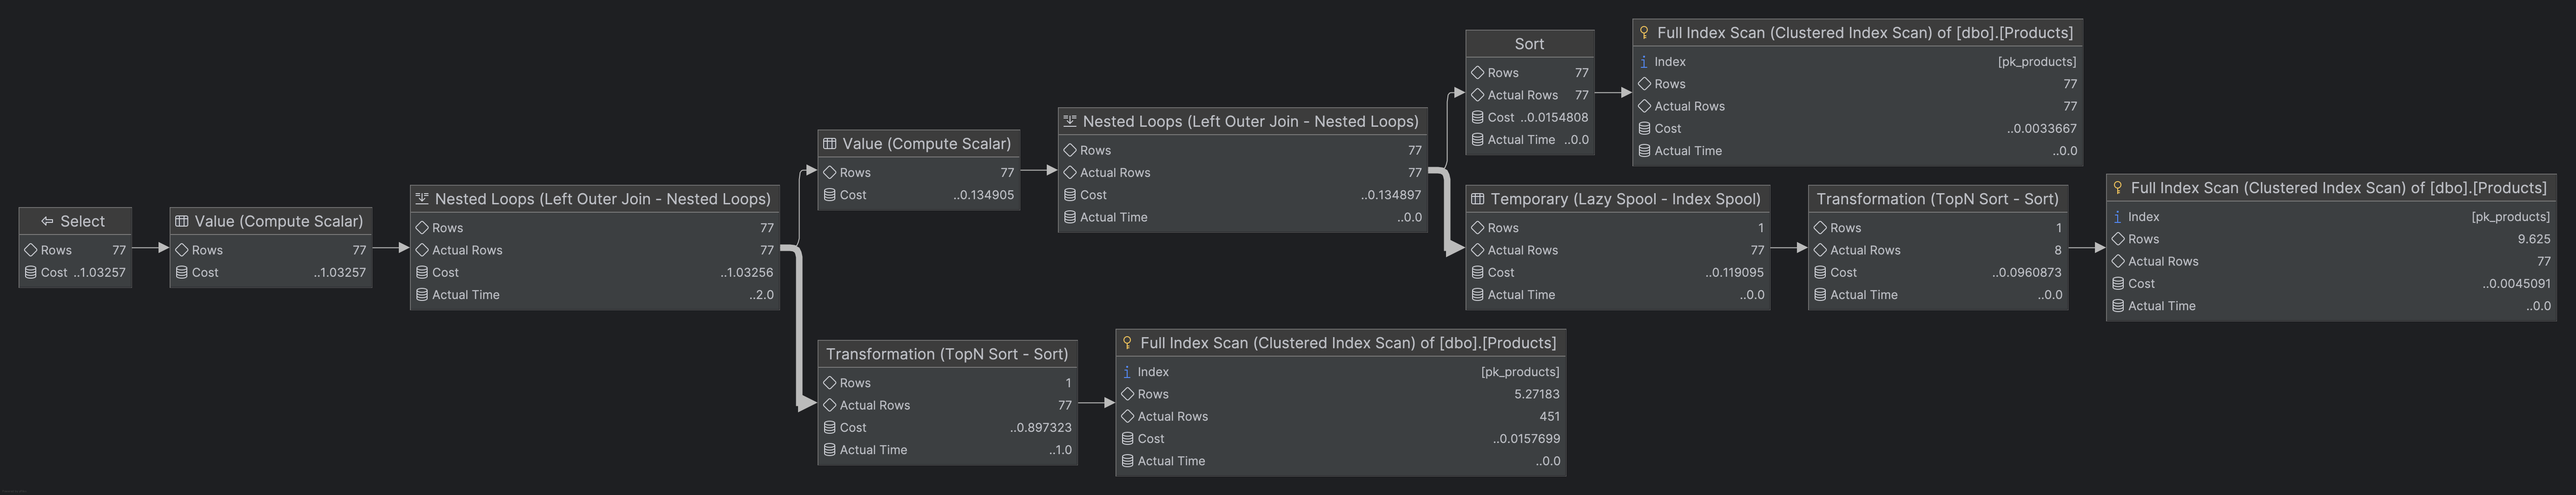 Select
Rows 77
Cost ..1.03257
Value (Compute Scalar)
Rows 77
Cost ..1.03257
Nested Loops (Left Outer Join - Nested Loops)
Rows 77
Actual Rows 77
Cost ..1.03256
Actual Time ..2.0
Value (Compute Scalar)
Rows 77
Cost ..0.134905
Nested Loops (Left Outer Join - Nested Loops)
Rows 77
Actual Rows 77
Cost ..0.134897
Actual Time ..0.0
Sort
Rows 77
Actual Rows 77
Cost ..0.0154808
Actual Time ..0.0
Full Index Scan (Clustered Index Scan) of [dbo].[Products]
Index [pk_products]
Rows 77
Actual Rows 77
Cost ..0.0033667
Actual Time ..0.0
Temporary (Lazy Spool - Index Spool)
Rows 1
Actual Rows 77
Cost ..0.119095
Actual Time ..0.0
Transformation (TopN Sort - Sort)
Rows 1
Actual Rows 8
Cost ..0.0960873
Actual Time ..0.0
Full Index Scan (Clustered Index Scan) of [dbo].[Products]
Index [pk_products]
Rows 9.625
Actual Rows 77
Cost ..0.0045091
Actual Time ..0.0
Transformation (TopN Sort - Sort)
Rows 1
Actual Rows 77
Cost ..0.897323
Actual Time ..1.0
Full Index Scan (Clustered Index Scan) of [dbo].[Products]
Index [pk_products]
Rows 5.27183
Actual Rows 451
Cost ..0.0157699
Actual Time ..0.0